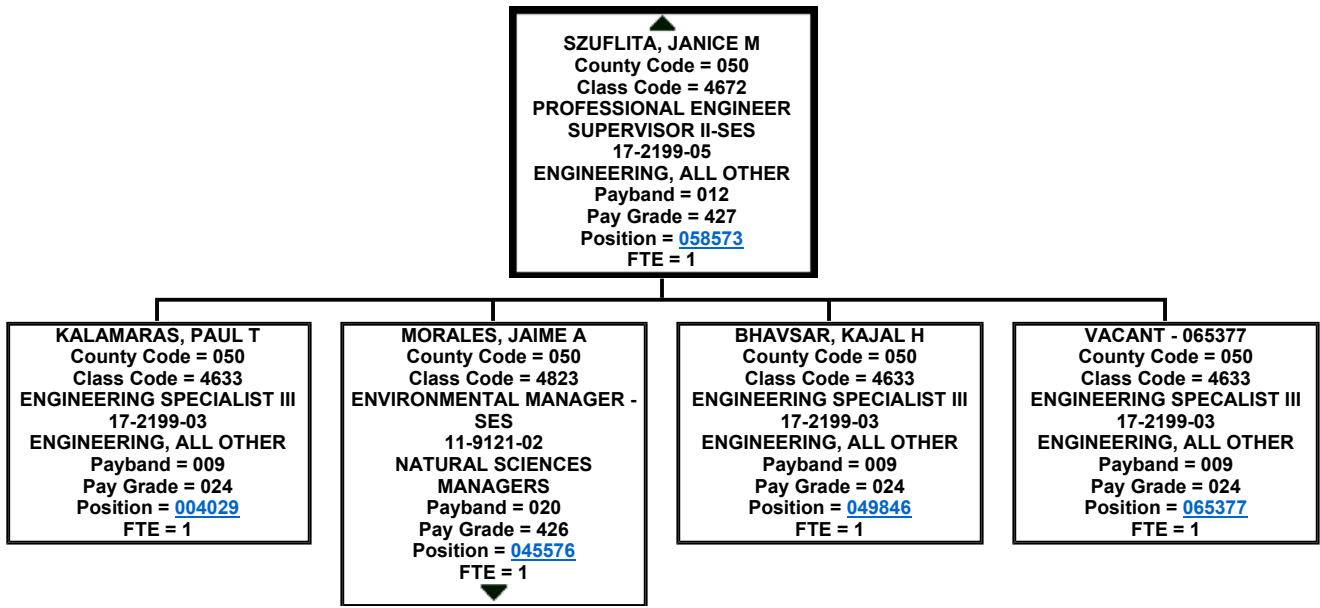 SZUFLITA, JANICE M
County Code = 050
Class Code = 4672
PROFESSIONAL ENGINEER
SUPERVISOR II-SES
17-2199-05
ENGINEERING, ALL OTHER
Payband = 012
Pay Grade = 427
Position = 058573
FTE = 1
KALAMARAS, PAUL T
County Code = 050
Class Code = 4633
ENGINEERING SPECIALIST III
17-2199-03
ENGINEERING, ALL OTHER
Payband = 009
Pay Grade = 024
Position = 004029
FTE = 1
MORALES, JAIME A
County Code = 050
Class Code = 4823
ENVIRONMENTAL MANAGER -
SES
11-9121-02
NATURAL SCIENCES
MANAGERS
Payband = 020
Pay Grade = 426
Position = 045576
FTE = 1
BHAVSAR, KAJAL H
County Code = 050
Class Code = 4633
ENGINEERING SPECIALIST III
17-2199-03
ENGINEERING, ALL OTHER
Payband = 009
Pay Grade = 024
Position = 049846
FTE = 1
VACANT - 065377
County Code = 050
Class Code = 4633
ENGINEERING SPECALIST III
17-2199-03
ENGINEERING, ALL OTHER
Payband = 009
Pay Grade = 024
Position = 065377
FTE = 1